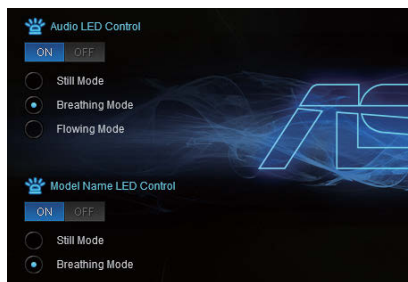 Audio LED Control
ON OFF
Still Mode
Breathing Mode
Flowing Mode
Model Name LED Control
ON OFF
Still Mode
Breathing Mode